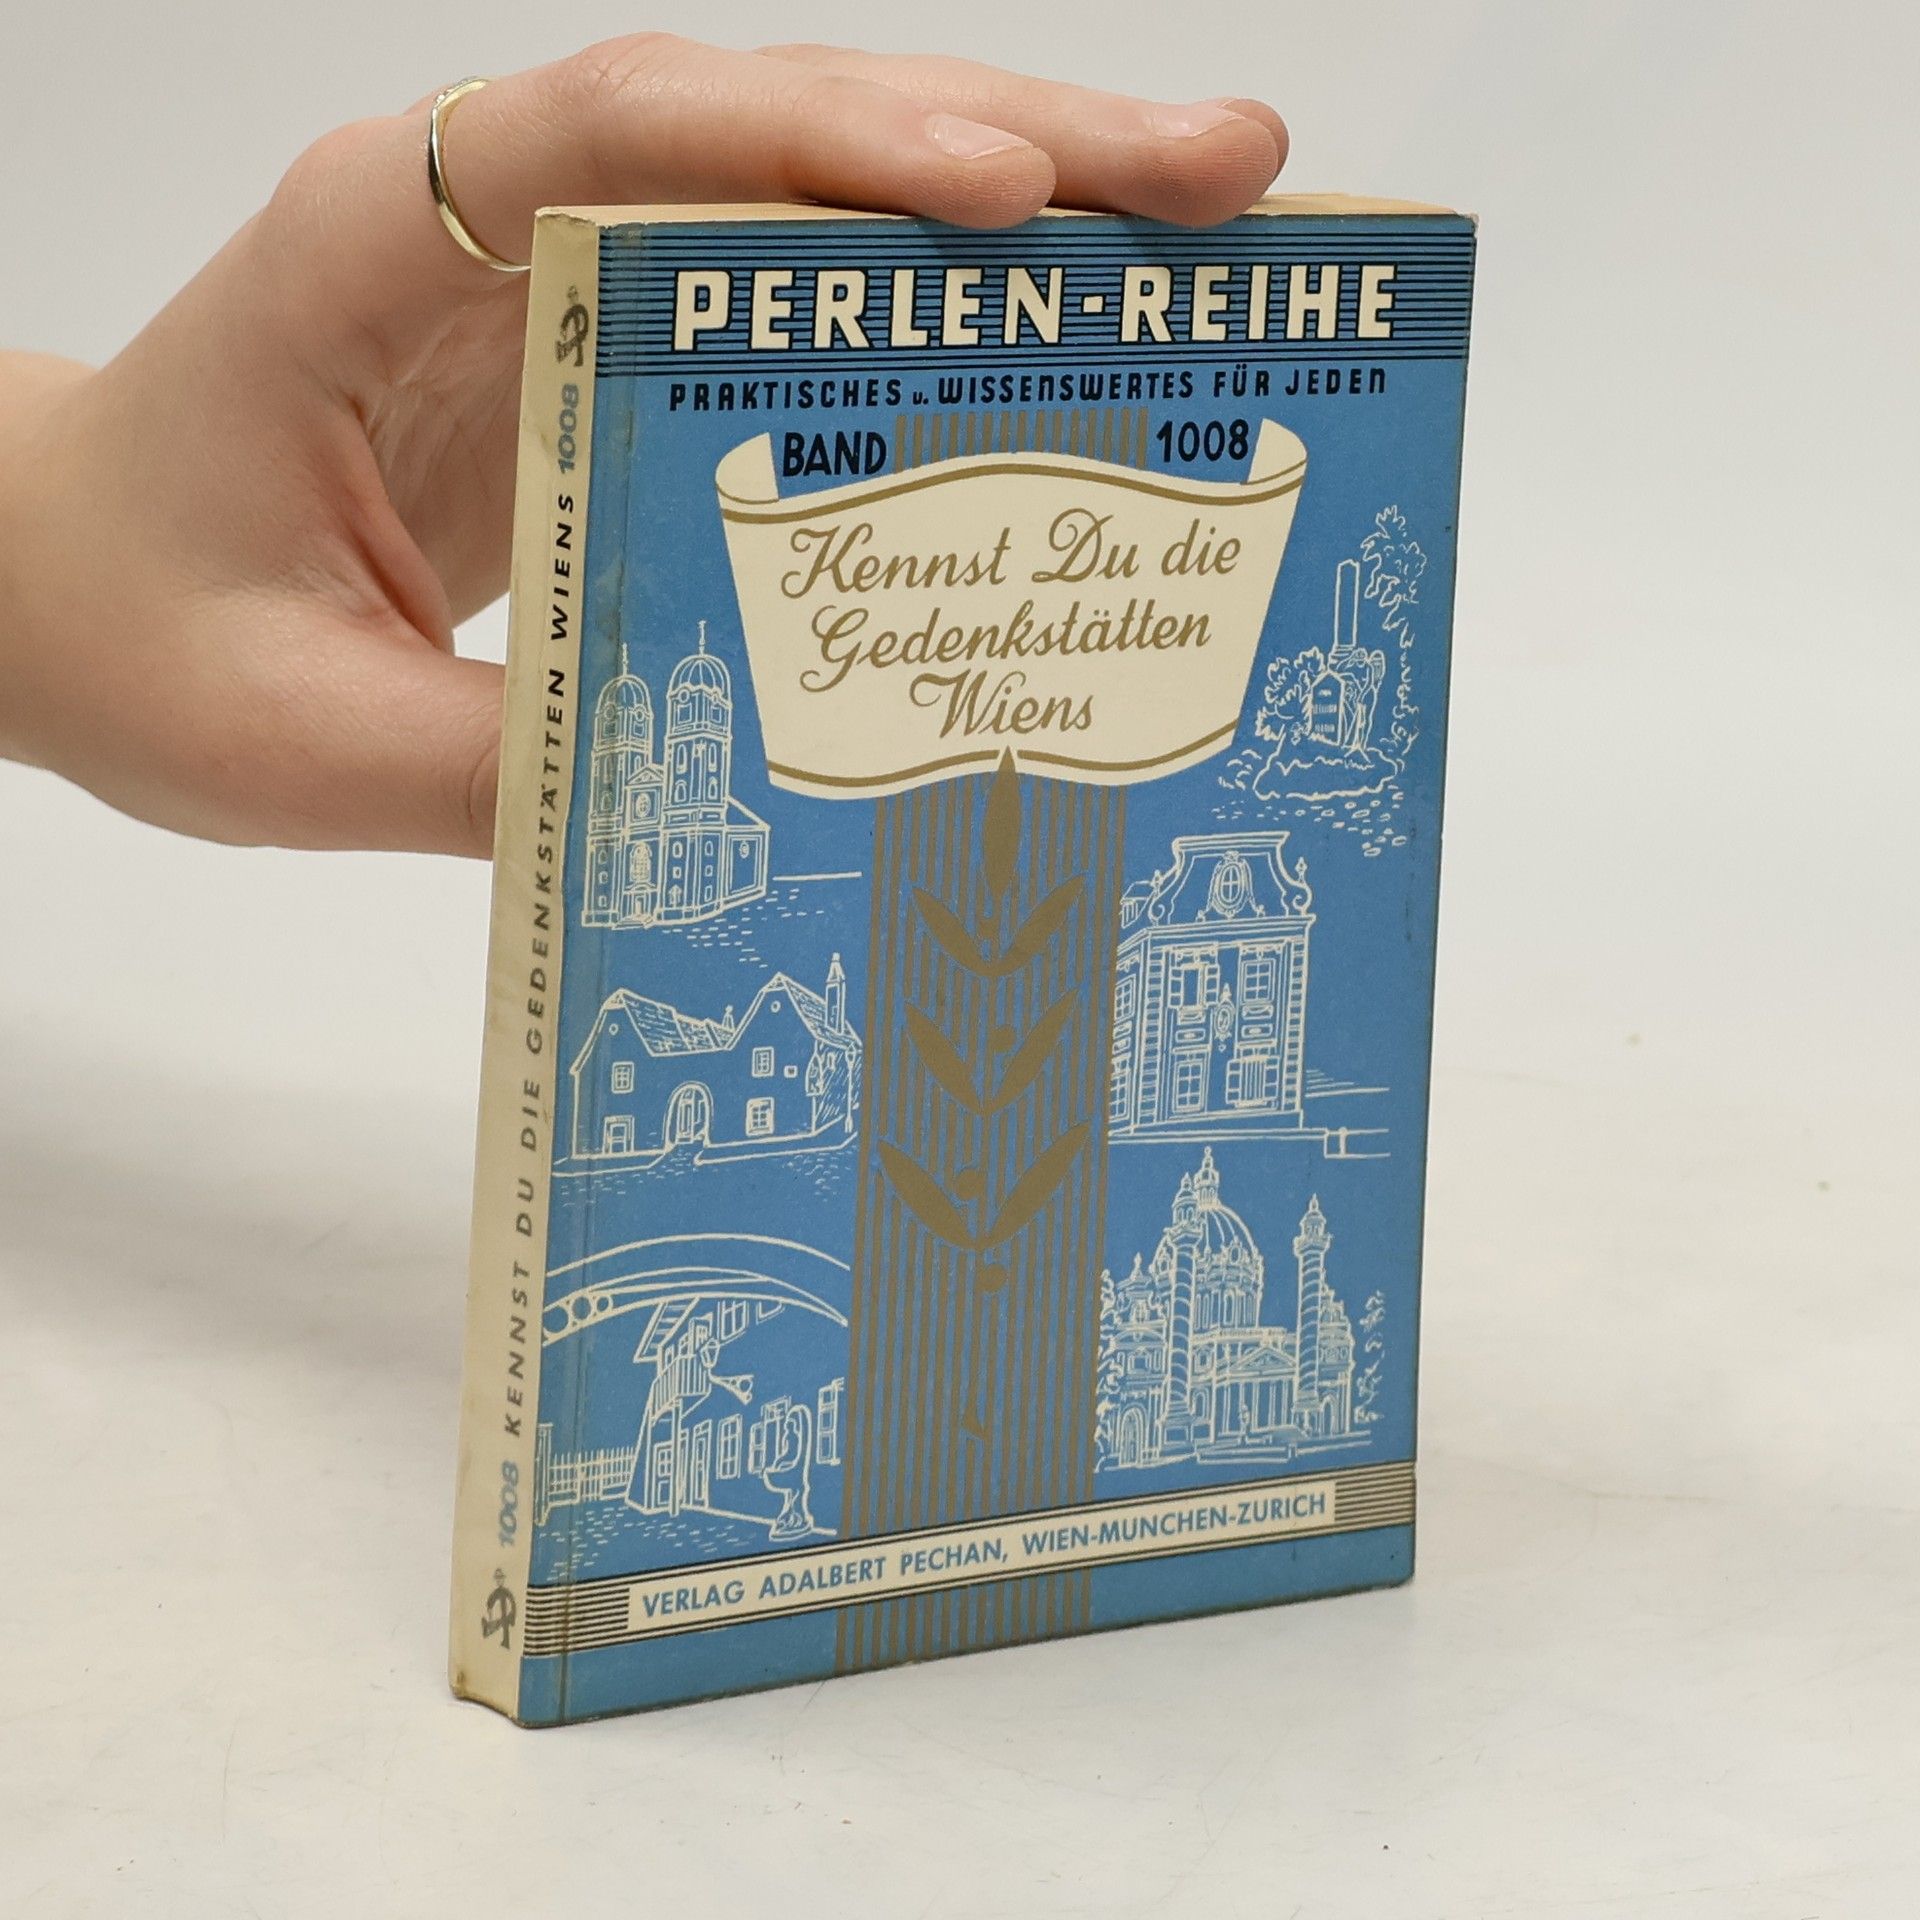 PERLEN-REIHE
PRAKTISCHES u. WISSENSWERTES FÜR JEDEN
BAND 1008
Kennst Du die
Gedenkstätten
Wiens
VERLAG ADALBERT PECHAN, WIEN-MUNCHEN-ZURICH
1008 KENNST DU DIE GEDENKSTÄTTEN WIENS 1008